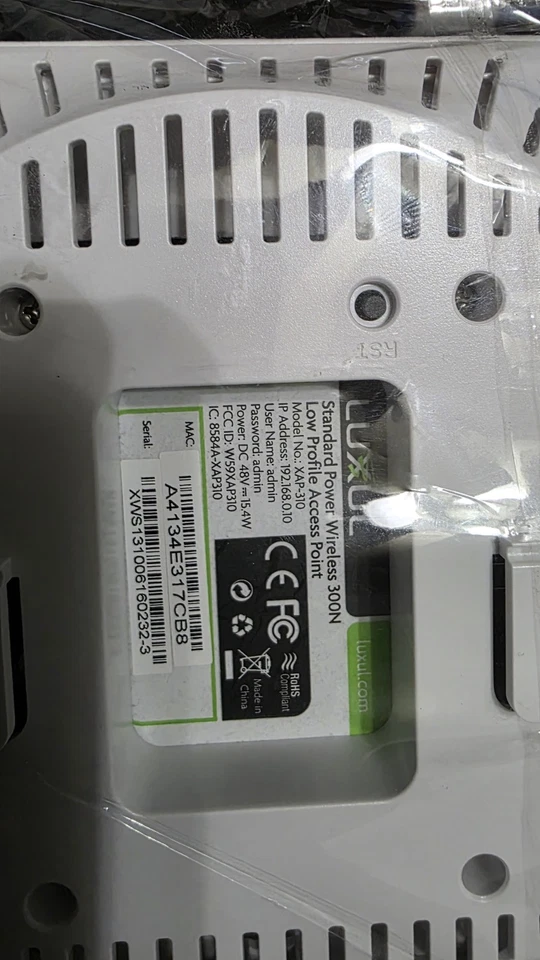 RST
LUXUL
luxul.com
Standard Power Wireless 300N
Low Profile Access Point
Model No.: XAP-310
IP Address: 192.168.0.10
User Name: admin
Password: admin
Power: DC 48V⎓15.4W
FCC ID: W59XAP310
IC: 8584A-XAP310
CE FC RoHS
Compliant
Made in
China
MAC:
A4134E317CB8
Serial:
XWS131006160232-3